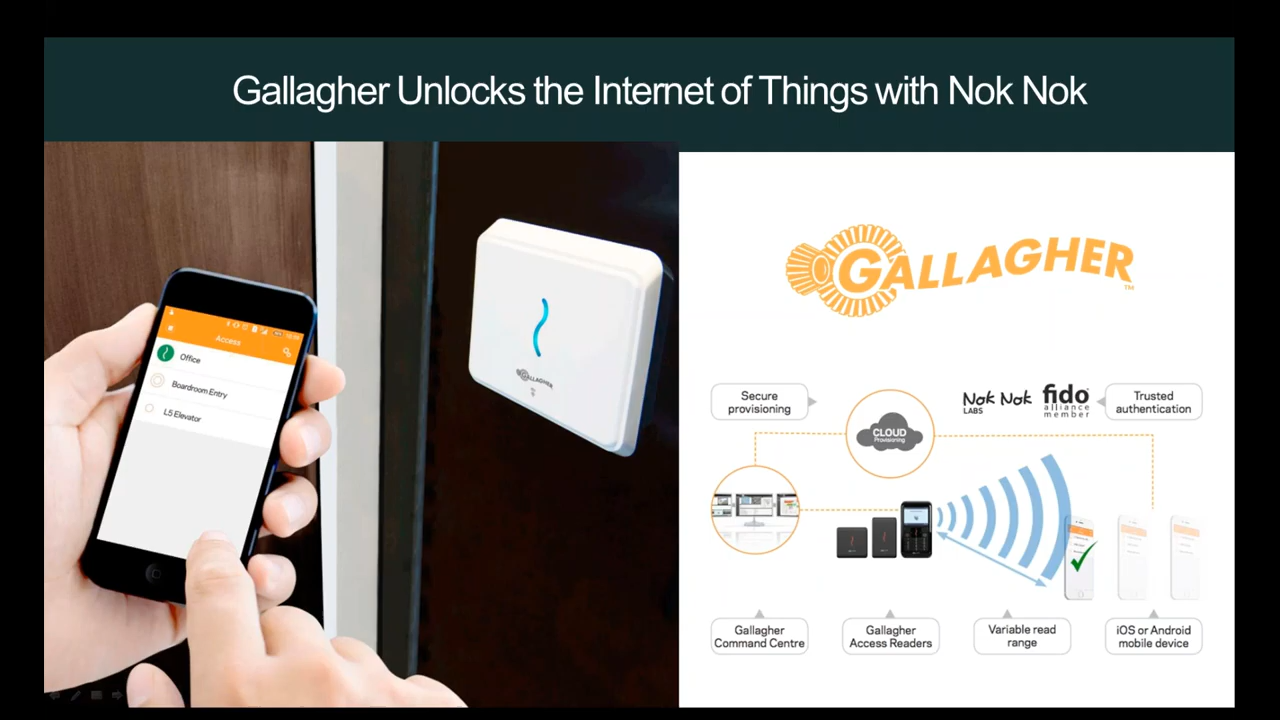 Gallagher Unlocks the Internet of Things with Nok Nok
Access
Office
Boardroom Entry
L5 Elevator
GALLAGHER
GALLAGHER
TM
Secure
provisioning
CLOUD
Provisioning
Nok Nok
LABS
fido
alliance
member
Trusted
authentication
Gallagher
Command Centre
Gallagher
Access Readers
Variable read
range
iOS or Android
mobile device